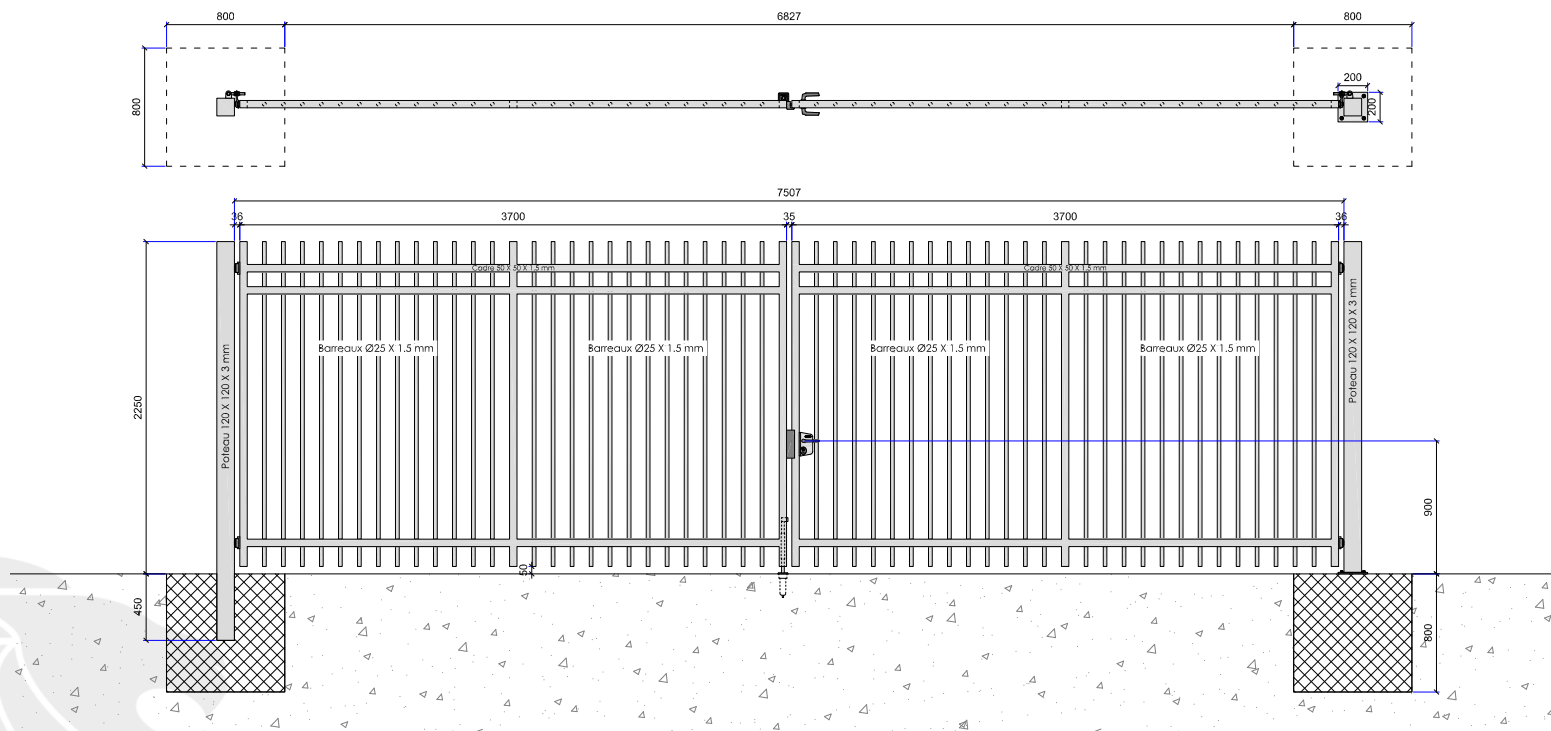 800
6827
800
800
200
200
7507
36
3700
35
3700
36
Cadre 50 X 50 X 1.5 mm
Cadre 50 X 50 X 1.5 mm
Barreaux Ø25 X 1.5 mm
Barreaux Ø25 X 1.5 mm
Barreaux Ø25 X 1.5 mm
Barreaux Ø25 X 1.5 mm
Poteau 120 X 120 X 3 mm
Poteau 120 X 120 X 3 mm
2250
900
50
450
800